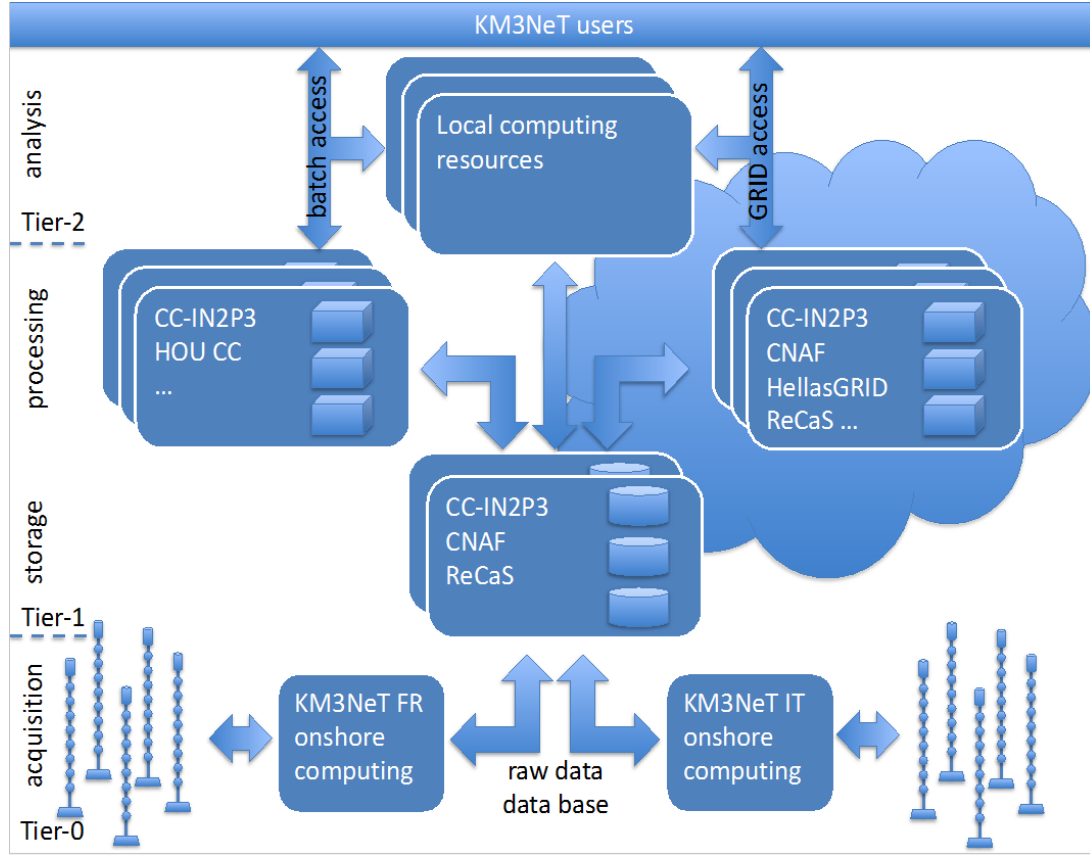 KM3NeT users
analysis
batch access
Local computing
resources
GRID access
Tier-2
processing
CC-IN2P3
HOU CC
...
CC-IN2P3
CNAF
HellasGRID
ReCaS ...
storage
CC-IN2P3
CNAF
ReCaS
Tier-1
acquisition
KM3NeT FR
onshore
computing
raw data
data base
KM3NeT IT
onshore
computing
Tier-0